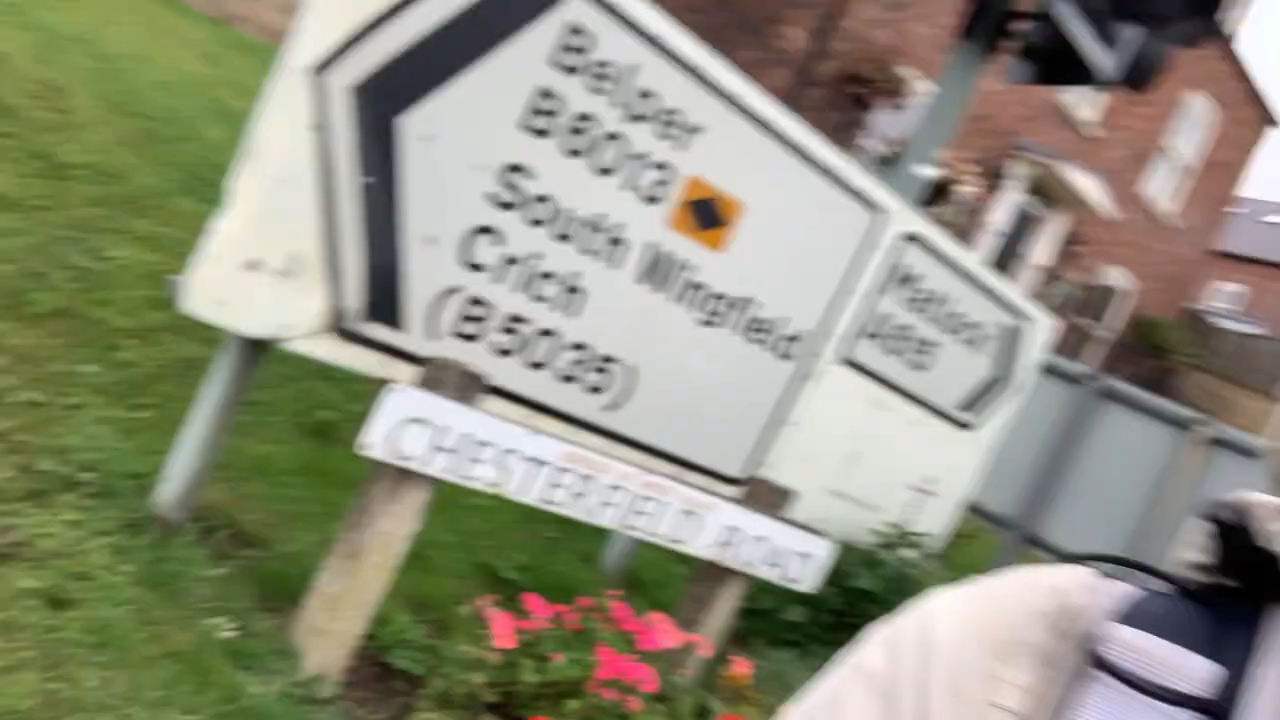 Belper
B6013
South Wingfield
Crich
(B5035)
Matlock
A615
CHESTERFIELD ROAD